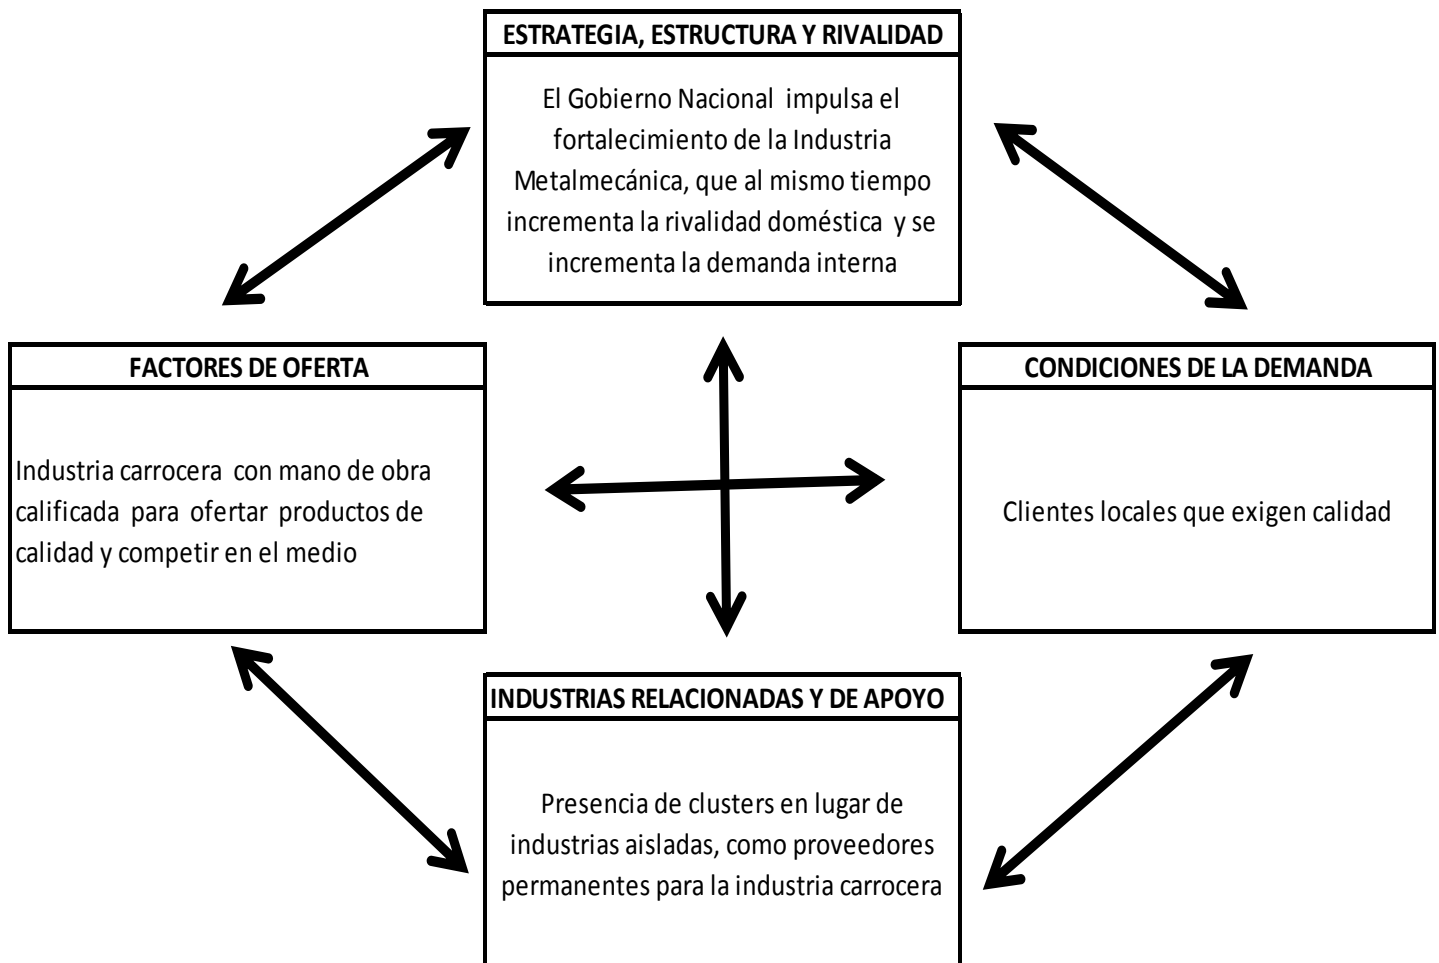 ESTRATEGIA, ESTRUCTURA Y RIVALIDAD
El Gobierno Nacional impulsa el
fortalecimiento de la Industria
Metalmecánica, que al mismo tiempo
incrementa la rivalidad doméstica y se
incrementa la demanda interna
FACTORES DE OFERTA
Industria carrocera con mano de obra
calificada para ofertar productos de
calidad y competir en el medio
CONDICIONES DE LA DEMANDA
Clientes locales que exigen calidad
INDUSTRIAS RELACIONADAS Y DE APOYO
Presencia de clusters en lugar de
industrias aisladas, como proveedores
permanentes para la industria carrocera